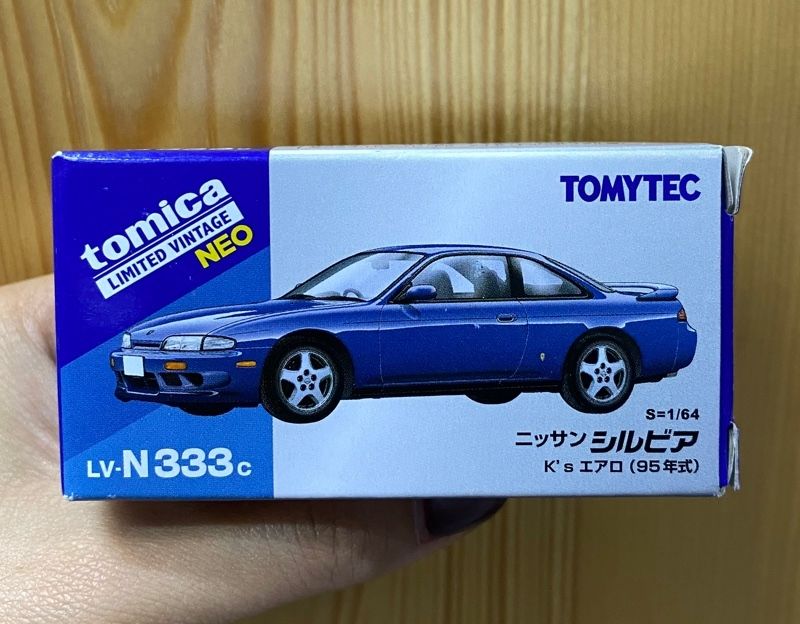 tomica
LIMITED VINTAGE
NEO
TOMYTEC
LV-N333c
S=1/64
ニッサン シルビア
K's エアロ (95年式)